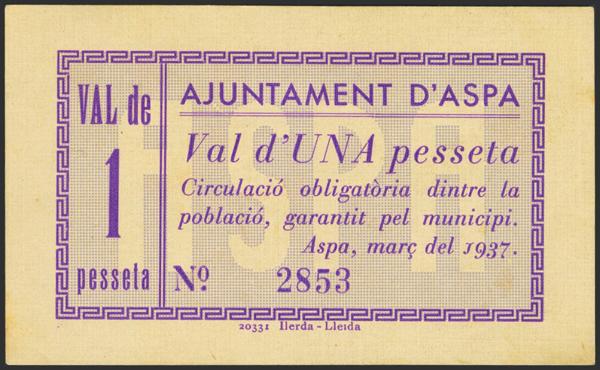 VAL de
1
pesseta
AJUNTAMENT D'ASPA
Val d'UNA pesseta
Circulació obligatòria dintre la
població, garantit pel municipi.
Aspa, març del 1937.
Nº 2853
20331 Ilerda - Lleida